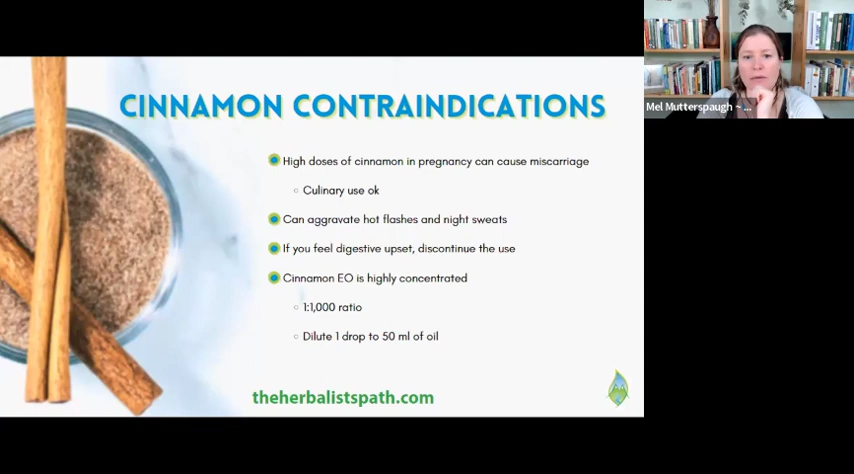 CINNAMON CONTRAINDICATIONS
High doses of cinnamon in pregnancy can cause miscarriage
Culinary use ok
Can aggravate hot flashes and night sweats
If you feel digestive upset, discontinue the use
Cinnamon EO is highly concentrated
1:1,000 ratio
Dilute 1 drop to 50 ml of oil
theherbalistspath.com
Mel Mutterspaugh ~ ...